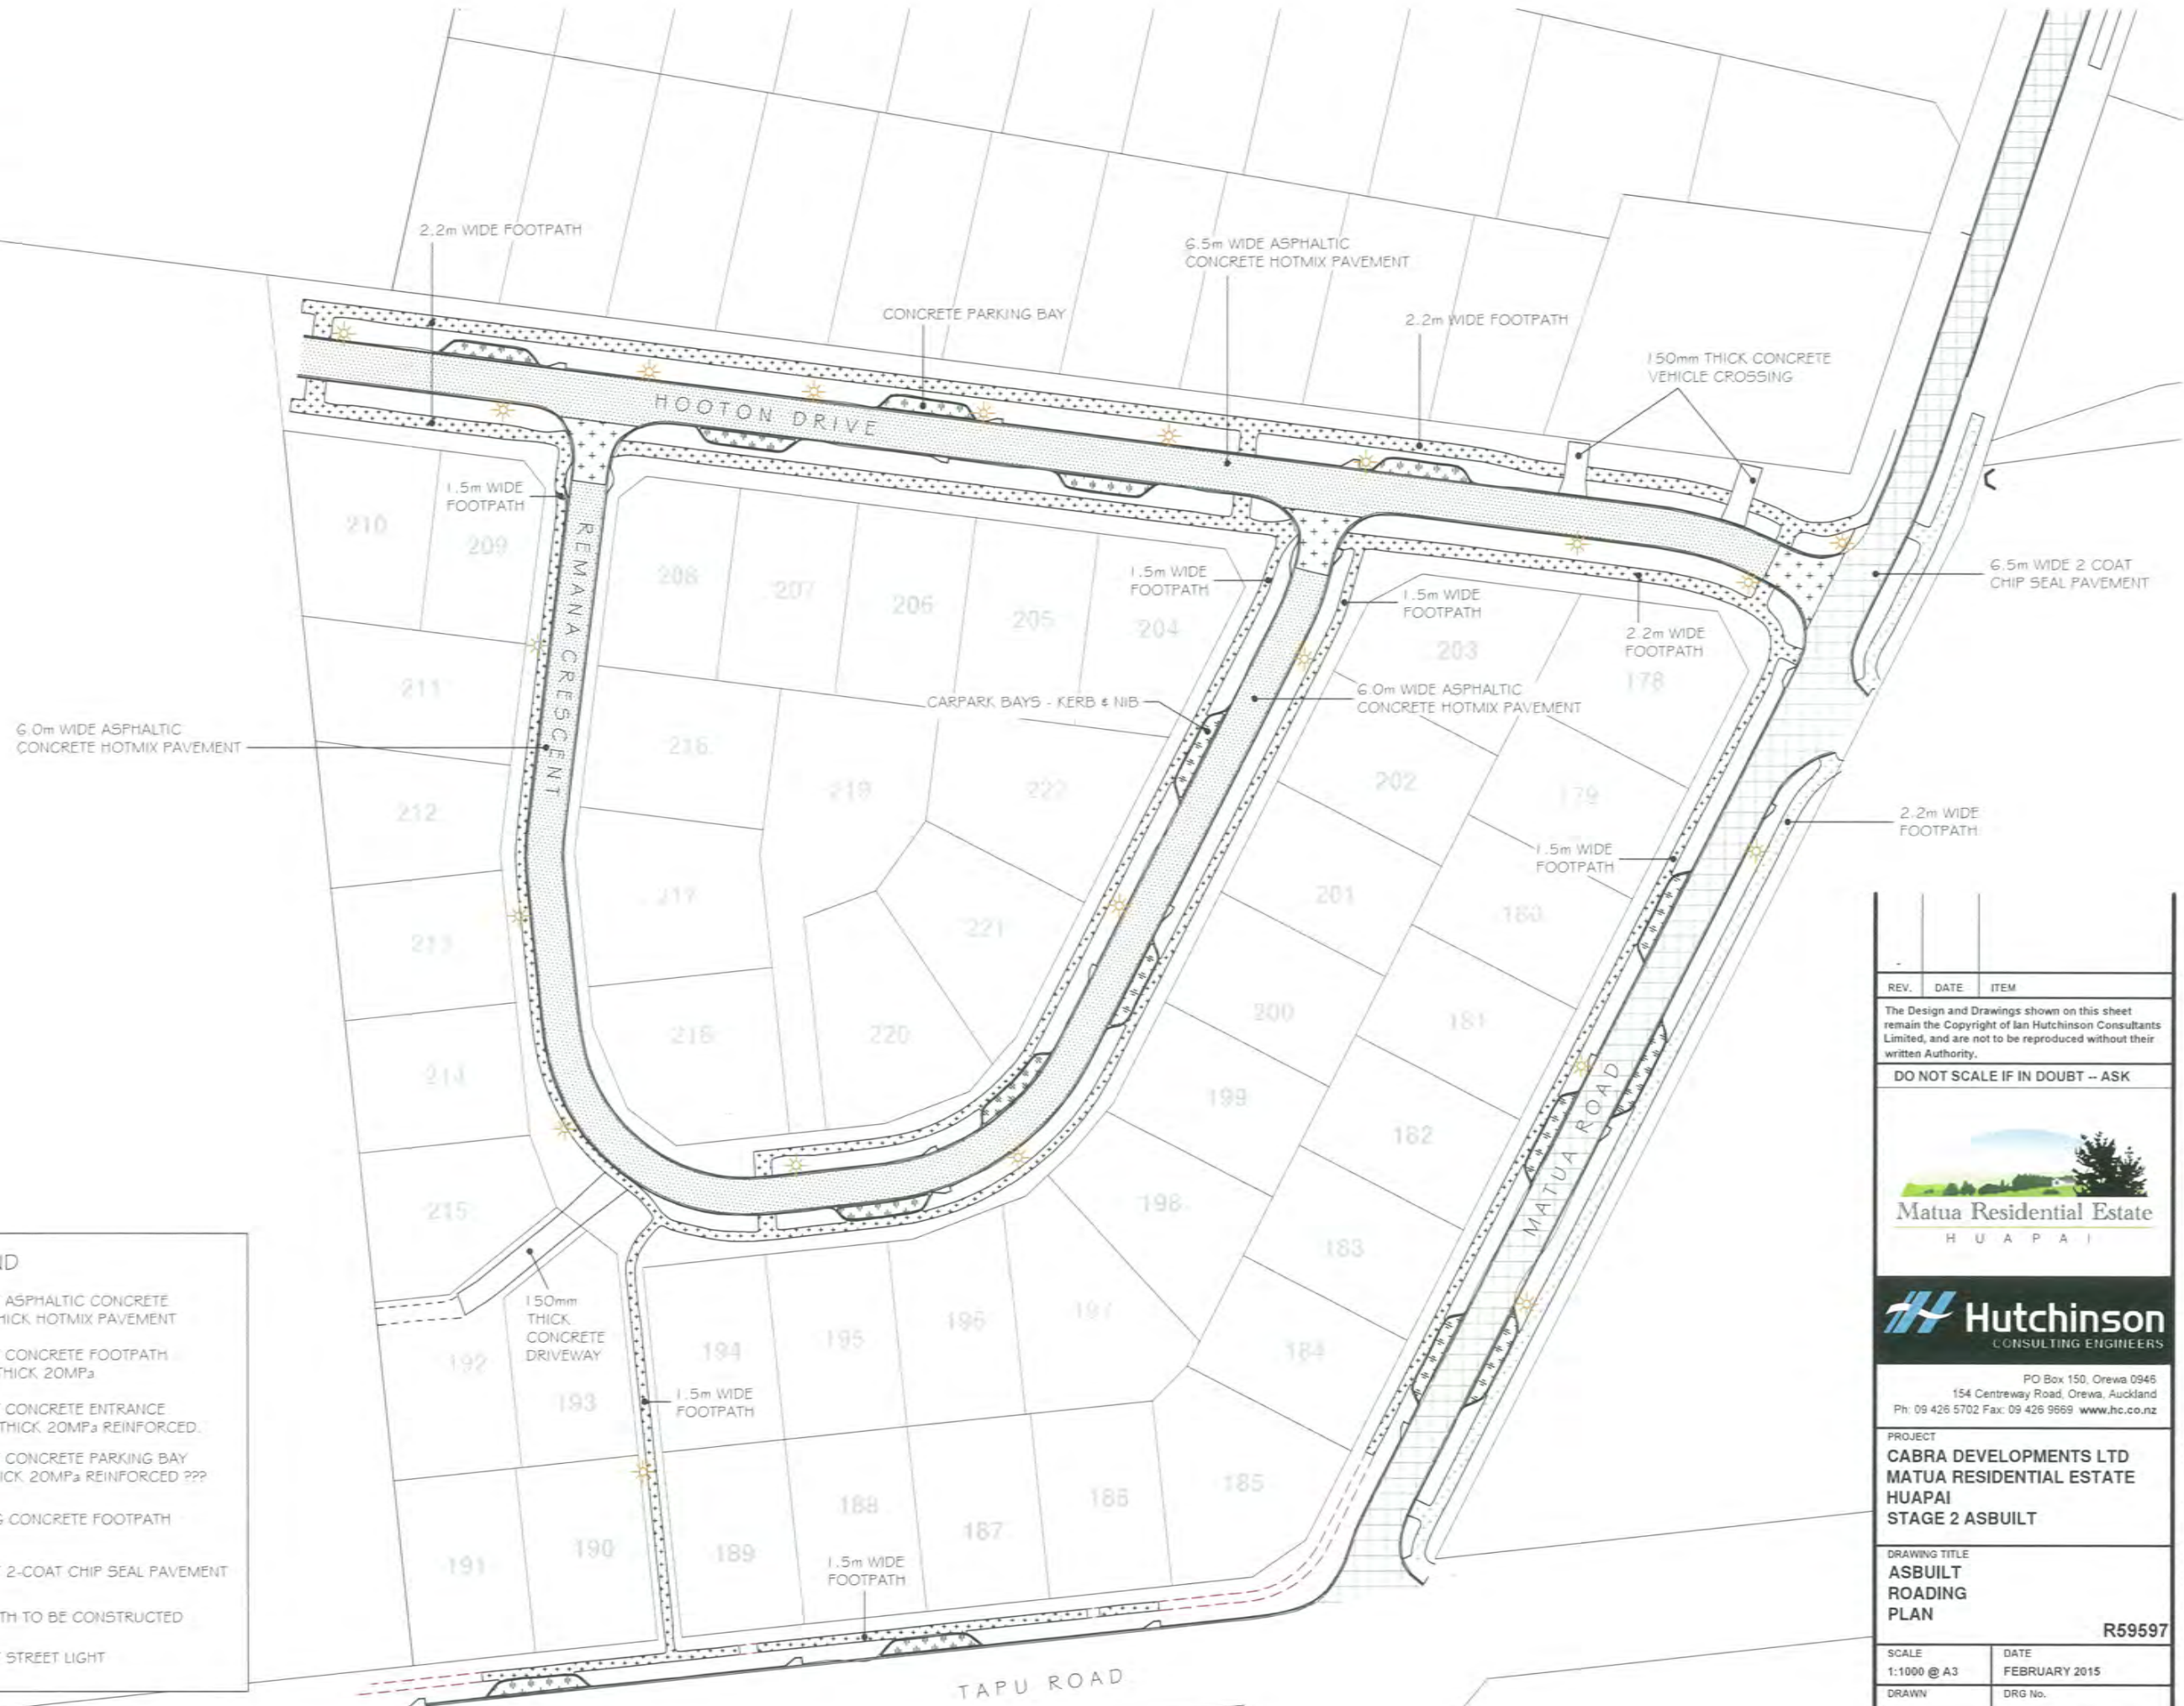 2.2m WIDE FOOTPATH
6.5m WIDE ASPHALTIC
CONCRETE HOTMIX PAVEMENT
CONCRETE PARKING BAY
2.2m WIDE FOOTPATH
150mm THICK CONCRETE
VEHICLE CROSSING
HOOTON DRIVE
1.5m WIDE
FOOTPATH
210
209
REMANA CRESCENT
208
207
206
205
204
1.5m WIDE
FOOTPATH
1.5m WIDE
FOOTPATH
6.5m WIDE 2 COAT
CHIP SEAL PAVEMENT
2.2m WIDE
FOOTPATH
203
178
211
CARPARK BAYS - KERB & NIB
6.0m WIDE ASPHALTIC
CONCRETE HOTMIX PAVEMENT
6.0m WIDE ASPHALTIC
CONCRETE HOTMIX PAVEMENT
216
219
222
202
179
212
2.2m WIDE
FOOTPATH
1.5m WIDE
FOOTPATH
217
201
180
213
221
200
181
218
220
214
199
182
MATUA ROAD
215
198
183
150mm
THICK
CONCRETE
DRIVEWAY
192
193
194
195
196
197
184
1.5m WIDE
FOOTPATH
191
190
189
188
187
186
185
1.5m WIDE
FOOTPATH
TAPU ROAD
ND
ASPHALTIC CONCRETE
HICK HOTMIX PAVEMENT
CONCRETE FOOTPATH
THICK 20MPa
CONCRETE ENTRANCE
THICK 20MPa REINFORCED.
CONCRETE PARKING BAY
ICK 20MPa REINFORCED ???
G CONCRETE FOOTPATH
2-COAT CHIP SEAL PAVEMENT
TH TO BE CONSTRUCTED
STREET LIGHT
-
REV. DATE ITEM
The Design and Drawings shown on this sheet
remain the Copyright of Ian Hutchinson Consultants
Limited, and are not to be reproduced without their
written Authority.
DO NOT SCALE IF IN DOUBT -- ASK
Matua Residential Estate
HUAPAI
Hutchinson
CONSULTING ENGINEERS
PO Box 150, Orewa 0946
154 Centreway Road, Orewa, Auckland
Ph: 09 426 5702 Fax: 09 426 9669 www.hc.co.nz
PROJECT
CABRA DEVELOPMENTS LTD
MATUA RESIDENTIAL ESTATE
HUAPAI
STAGE 2 ASBUILT
DRAWING TITLE
ASBUILT
ROADING
PLAN
R59597
SCALE DATE
1:1000 @ A3 FEBRUARY 2015
DRAWN DRG No.